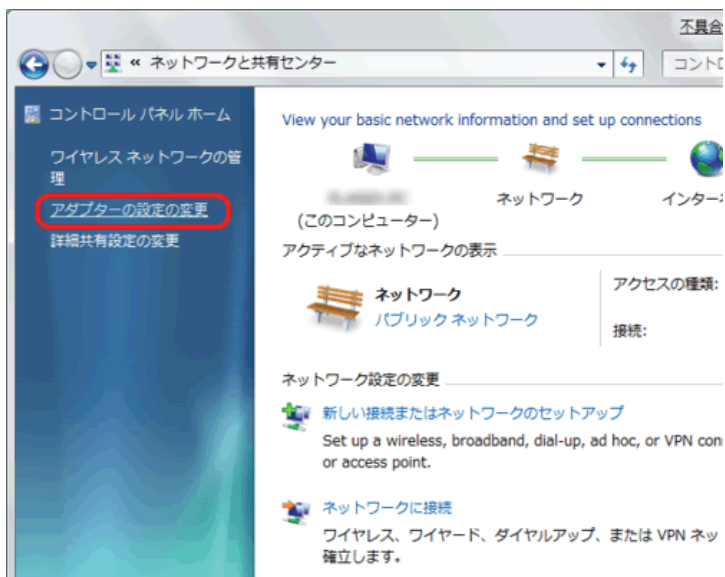 不具合
« ネットワークと共有センター
コントロ
コントロール パネル ホーム
ワイヤレス ネットワークの管
理
アダプターの設定の変更
詳細共有設定の変更
View your basic network information and set up connections
ネットワーク
インターネ
(このコンピューター)
アクティブなネットワークの表示
ネットワーク
パブリック ネットワーク
アクセスの種類:
接続:
ネットワーク設定の変更
新しい接続またはネットワークのセットアップ
Set up a wireless, broadband, dial-up, ad hoc, or VPN con
or access point.
ネットワークに接続
ワイヤレス、ワイヤード、ダイヤルアップ、または VPN ネッ
確立します。